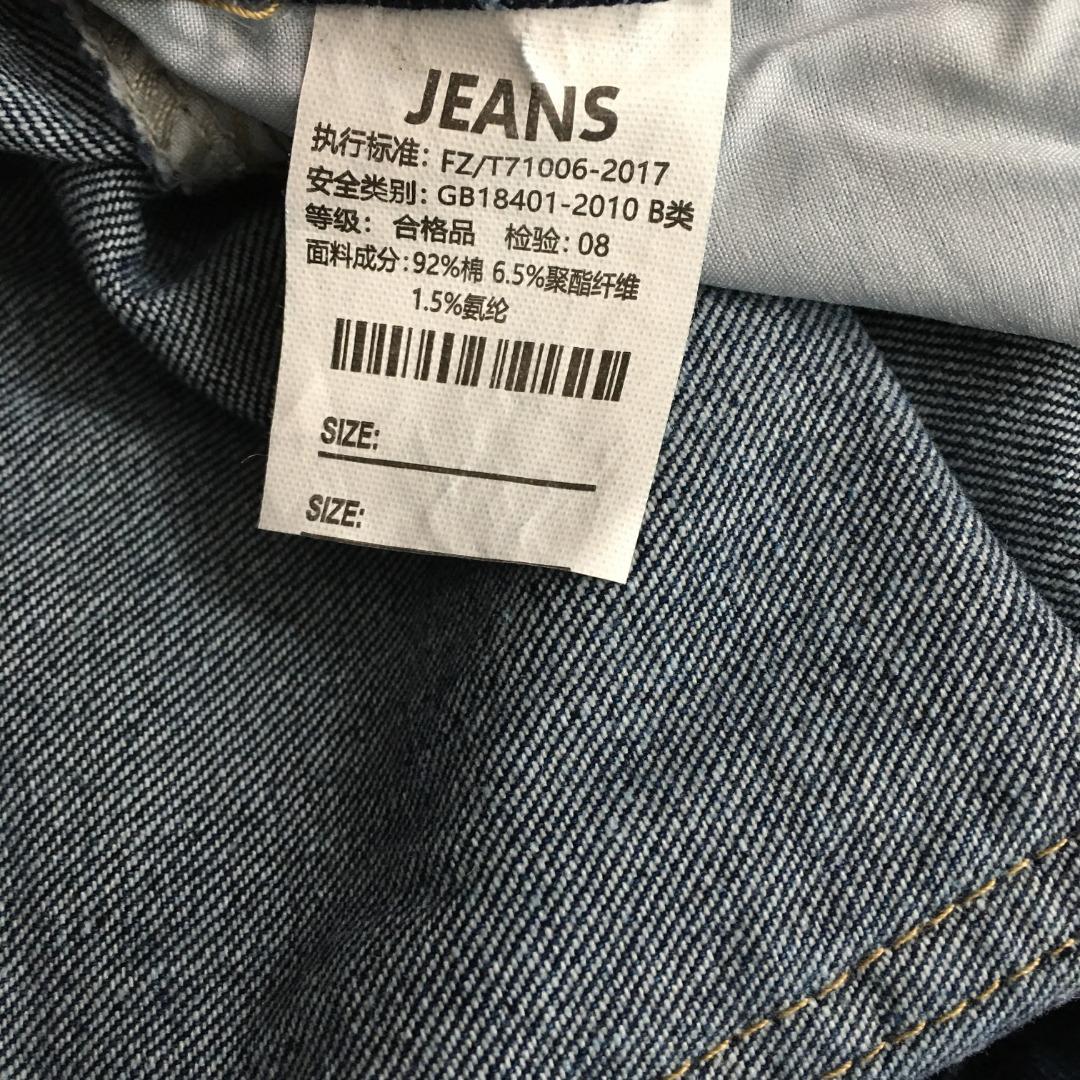 JEANS
执行标准: FZ/T71006-2017
安全类别: GB18401-2010 B类
等级: 合格品 检验: 08
面料成分: 92%棉 6.5%聚酯纤维
1.5%氨纶
SIZE:
SIZE: